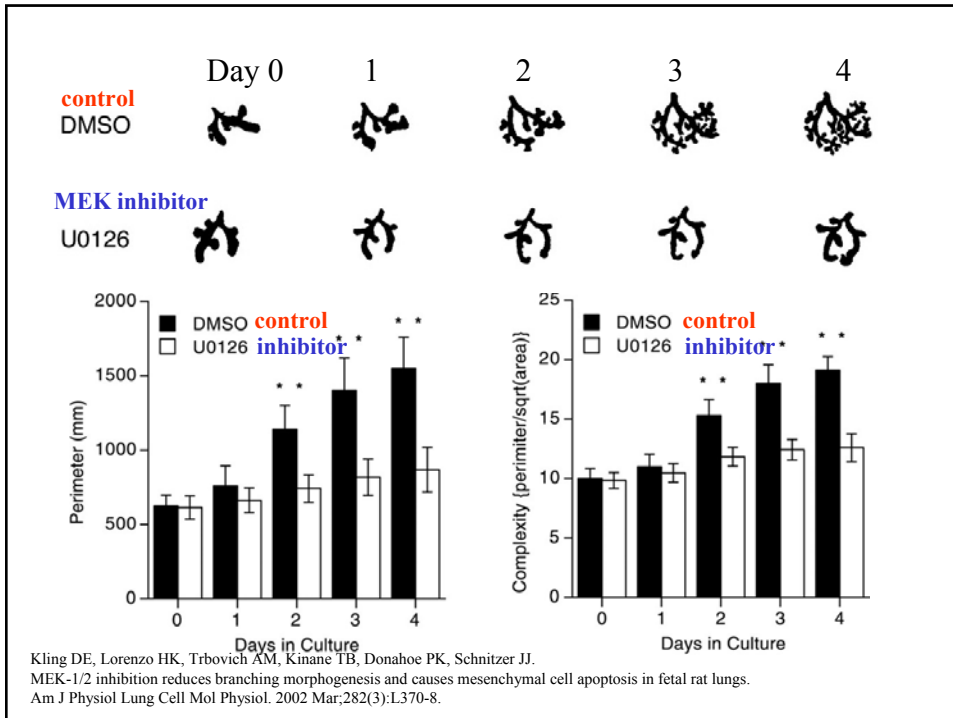 Day 0 1 2 3 4
control
DMSO
MEK inhibitor
U0126
2000
1500
1000
500
0
Perimeter (mm)
DMSO control
U0126 inhibitor
* *
* *
* *
0 1 2 3 4
Days in Culture
25
20
15
10
5
0
Complexity {perimiter/sqrt(area)}
DMSO control
U0126 inhibitor
* *
* *
* *
0 1 2 3 4
Days in Culture
Kling DE, Lorenzo HK, Trbovich AM, Kinane TB, Donahoe PK, Schnitzer JJ.
MEK-1/2 inhibition reduces branching morphogenesis and causes mesenchymal cell apoptosis in fetal rat lungs.
Am J Physiol Lung Cell Mol Physiol. 2002 Mar;282(3):L370-8.